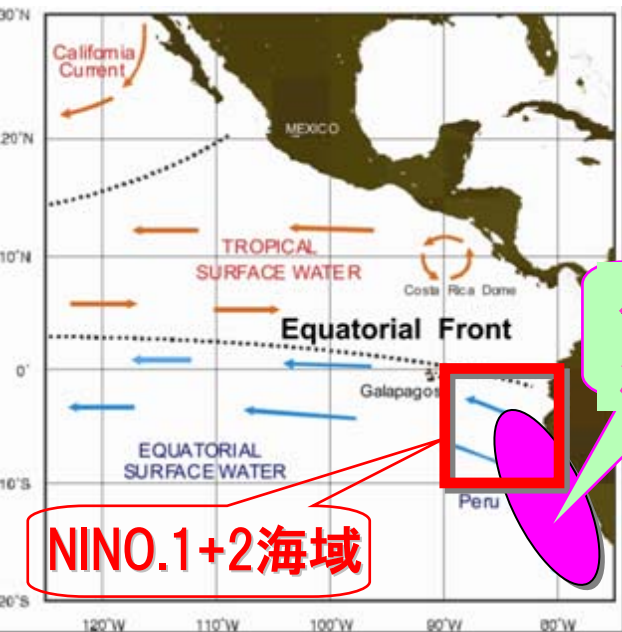 30°N
California
Current
MEXICO
20°N
TROPICAL
SURFACE WATER
10°N
Costa Rica Dome
Equatorial Front
0°
Galapagos
EQUATORIAL
SURFACE WATER
10°S
Peru
NINO.1+2海域
20°S
120°W 110°W 100°W 90°W 80°W